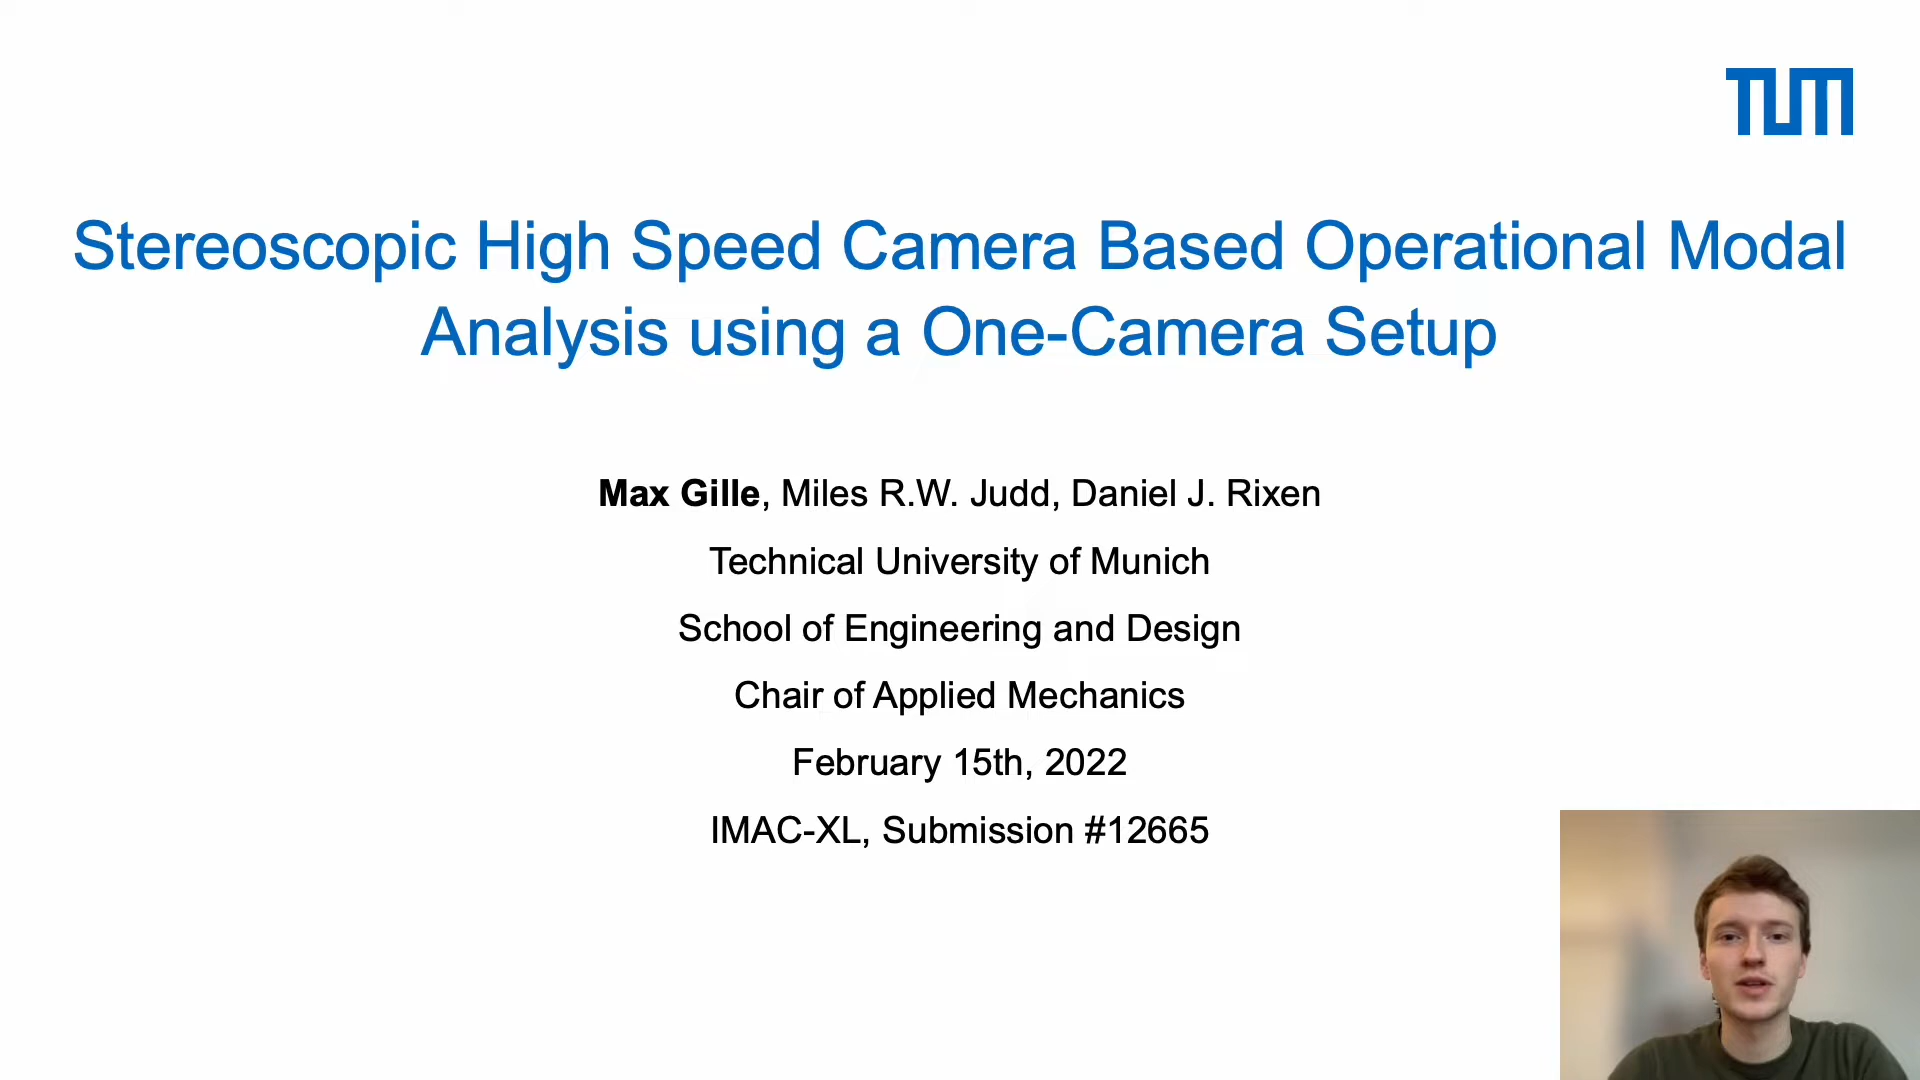 TUM
Stereoscopic High Speed Camera Based Operational Modal
Analysis using a One-Camera Setup
Max Gille, Miles R.W. Judd, Daniel J. Rixen
Technical University of Munich
School of Engineering and Design
Chair of Applied Mechanics
February 15th, 2022
IMAC-XL, Submission #12665